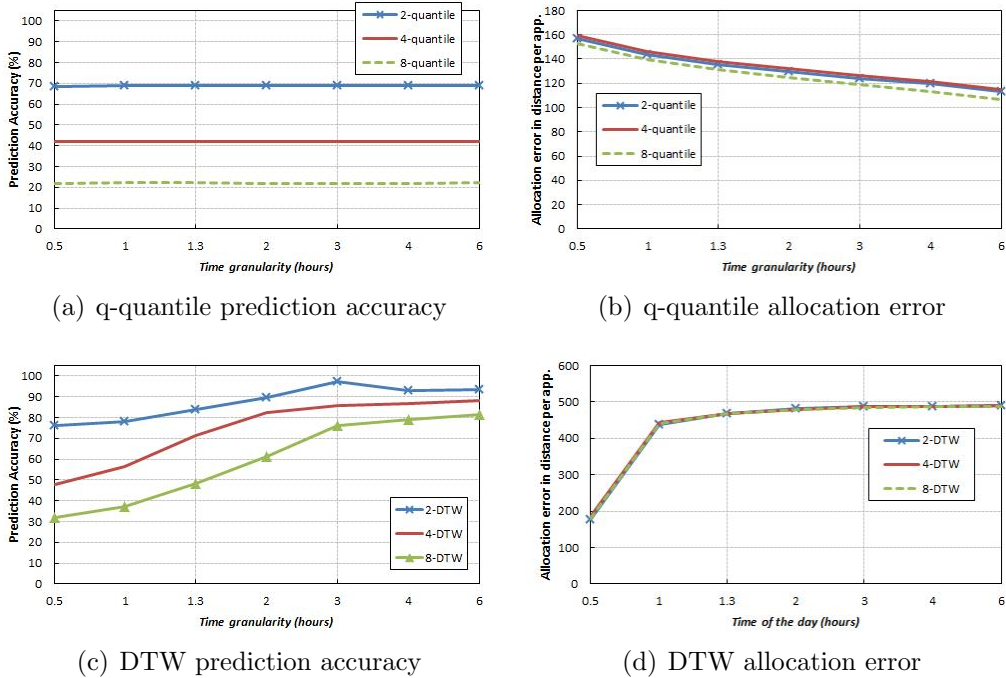 100
90
80
70
60
50
40
30
20
10
0
Prediction Accuracy (%)
2-quantile
4-quantile
8-quantile
0.5 1 1.3 2 3 4 6
Time granularity (hours)
(a) q-quantile prediction accuracy
180
160
140
120
100
80
60
40
20
0
Allocation error in distance per app.
2-quantile
4-quantile
8-quantile
0.5 1 1.3 2 3 4 6
Time granularity (hours)
(b) q-quantile allocation error
100
90
80
70
60
50
40
30
20
10
0
Prediction Accuracy (%)
2-DTW
4-DTW
8-DTW
0.5 1 1.3 2 3 4 6
Time granularity (hours)
(c) DTW prediction accuracy
600
500
400
300
200
100
0
Allocation error in distance per app.
2-DTW
4-DTW
8-DTW
0.5 1 1.3 2 3 4 6
Time of the day (hours)
(d) DTW allocation error